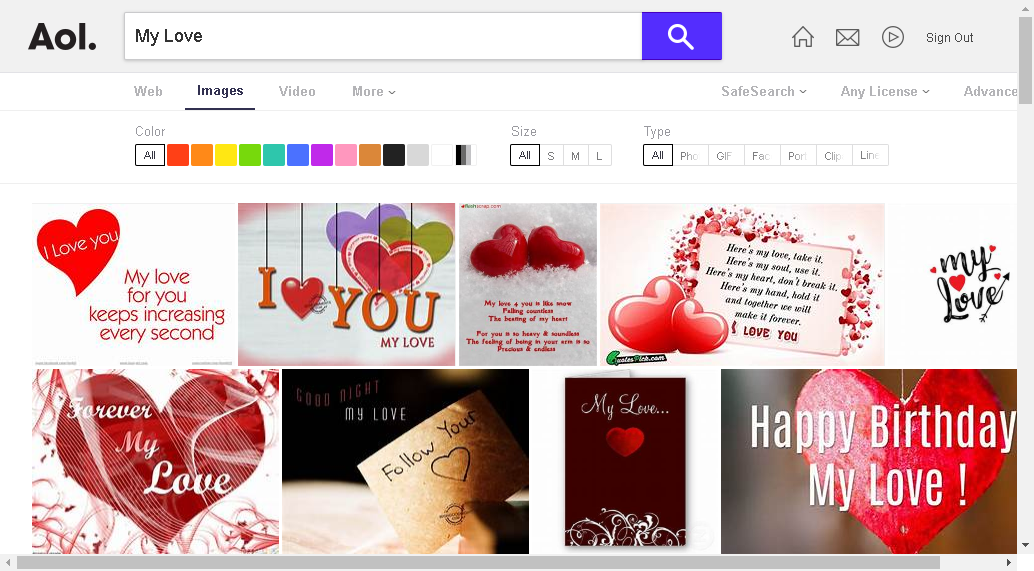 Aol.
My Love
Sign Out
Web
Images
Video
More
SafeSearch
Any License
Advance
Color
Size
Type
All
All
S
M
L
All
Pho
GIF
Fac
Por
Clip
Line
I Love you
My love
for you
keeps increasing
every second
I YOU
MY LOVE
My love 4 you is like snow
Falling countless
The beating of my heart
For you is so heavy & soundless
The feeling of being in your arm is so
Precious & endless
Here's my love, take it.
Here's my soul, use it.
Here's my heart, don't break it.
Here's my hand, hold it
and together we will
make it forever.
I LOVE YOU
QuotesPick.com
my
Love
Forever
My
Love
GOOD NIGHT
MY LOVE
Follow Your
My Love...
Happy Birthday
My Love !